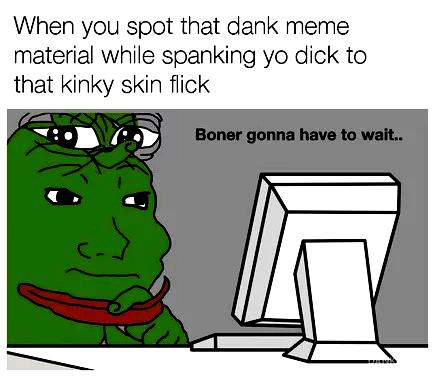 When you spot that dank meme
material while spanking yo dick to
that kinky skin flick
Boner gonna have to wait..